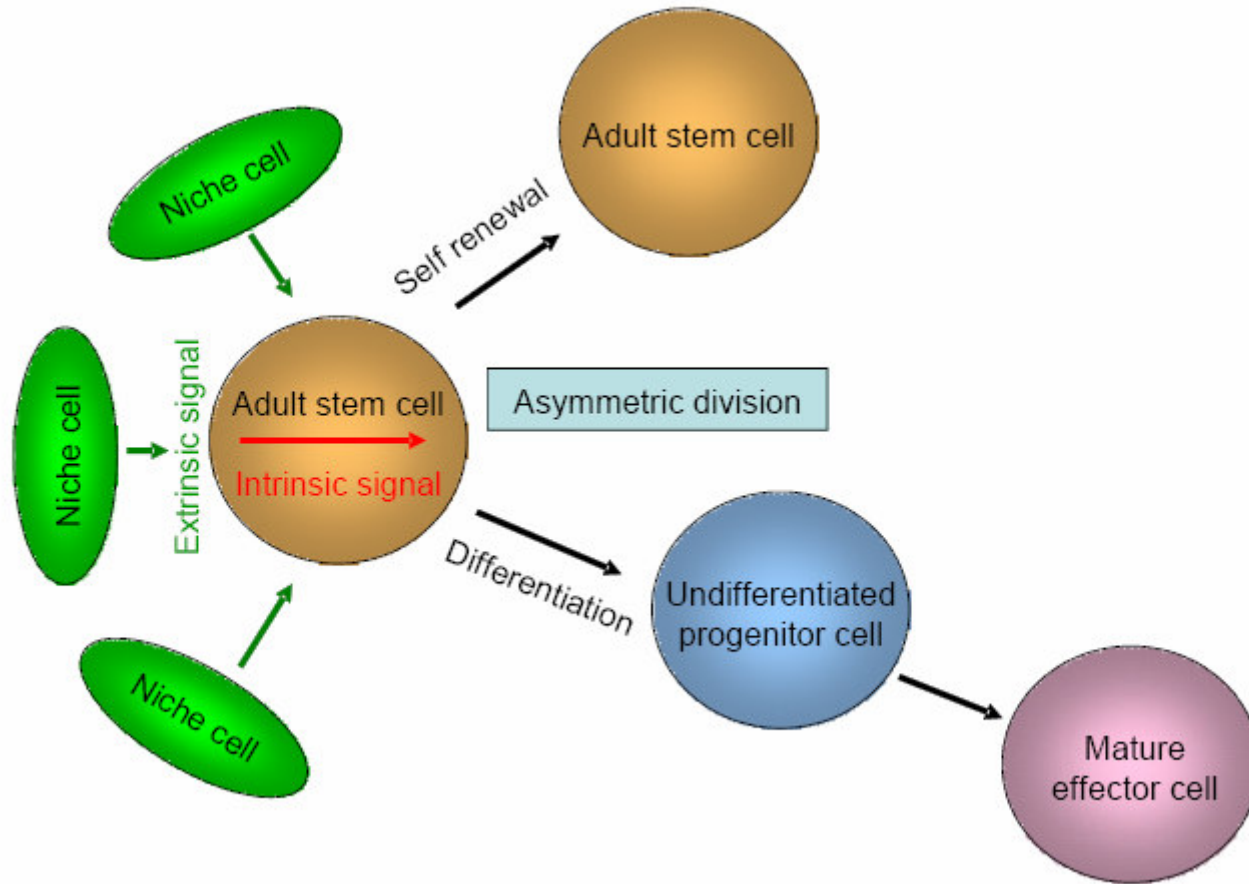 Adult stem cell
Niche cell
Self renewal
Niche cell
Extrinsic signal
Adult stem cell
Intrinsic signal
Asymmetric division
Differentiation
Undifferentiated
progenitor cell
Niche cell
Mature
effector cell